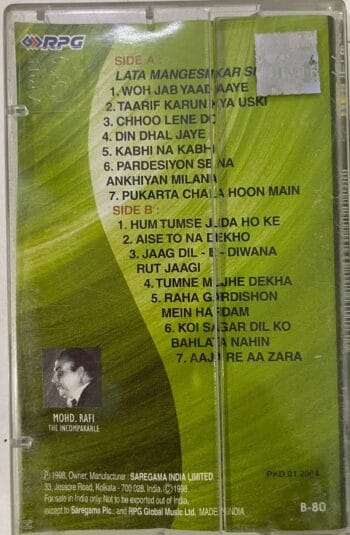 RPG
SIDE A :
LATA MANGESHKAR
1. WOH JAB YAAD AAYE
2. TAARIF KARUN KYA USKI
3. CHHOO LENE DO
4. DIN DHAL JAYE
5. KABHI NA KABHI
6. PARDESIYON SE NA
ANKHIYAN MILANA
7. PUKARTA CHALA HOON MAIN
SIDE B :
1. HUM TUMSE JUDA HO KE
2. AISE TO NA DEKHO
3. JAAG DIL - E - DIWANA
RUT JAAGI
4. TUMNE MUJHE DEKHA
5. RAHA GARDISHON
MEIN HARDAM
6. KOI SAGAR DIL KO
BAHLATA NAHIN
7. AAJA RE AA ZARA
MOHD. RAFI
THE INCOMPARABLE
℗ 1998, Owner, Manufacturer : SAREGAMA INDIA LIMITED
33, Jessore Road, Kolkata - 700 028, India, © 1998
For sale in India only. Not to be exported out of India,
except to Saregama Plc., and RPG Global Music Ltd. MADE IN INDIA
PKD.01.2004
B-80